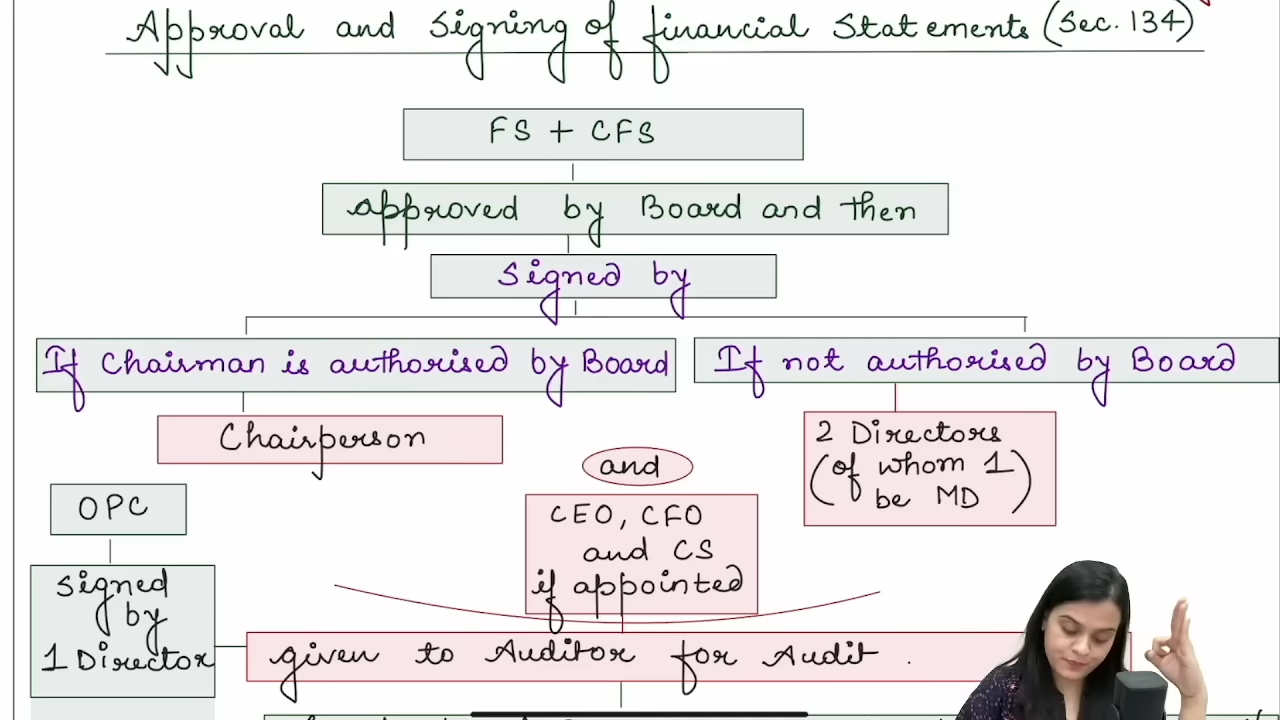 Approval and Signing of financial Statements (Sec. 134)
FS + CFS
approved by Board and then
Signed by
If Chairman is authorised by Board
If not authorised by Board
Chairperson
2 Directors
(of whom 1
be MD)
and
CEO, CFO
and CS
if appointed
OPC
Signed
by
1 Director
given to Auditor for Audit.